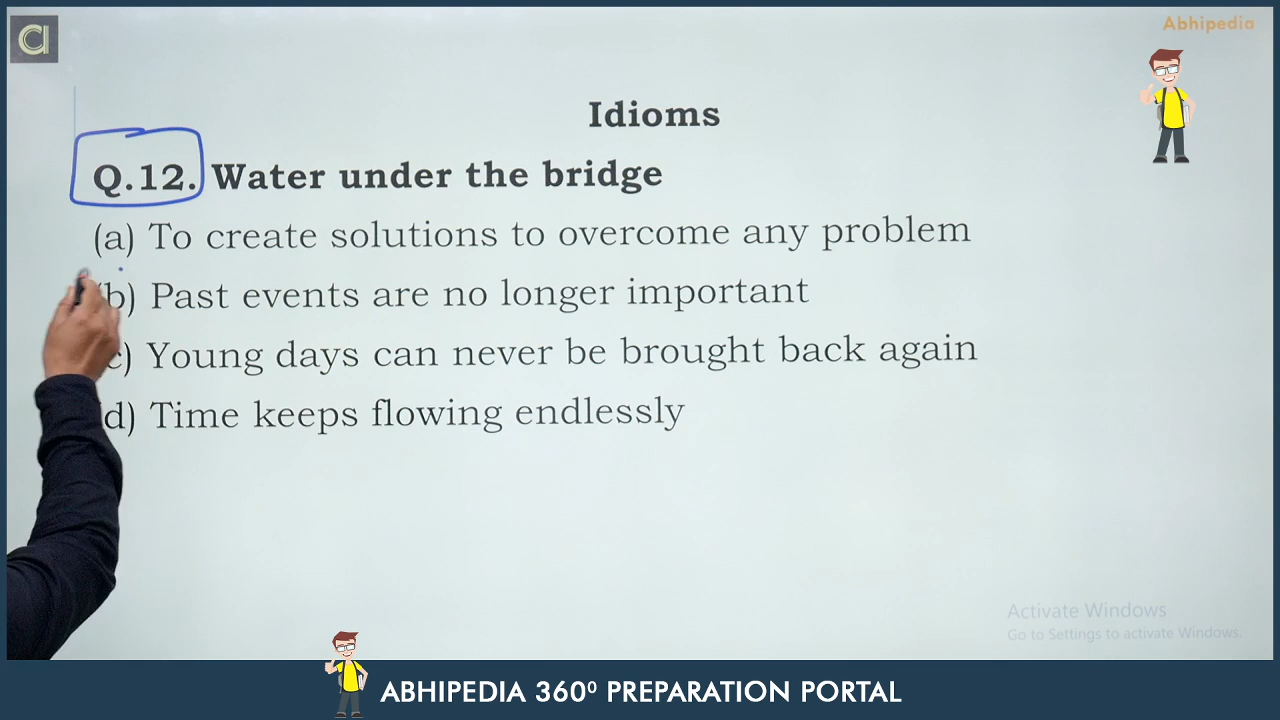 Abhipedia
Idioms
Q.12. Water under the bridge
(a) To create solutions to overcome any problem
(b) Past events are no longer important
c) Young days can never be brought back again
(d) Time keeps flowing endlessly
Activate Windows
Go to Settings to activate Windows.
ABHIPEDIA 360⁰ PREPARATION PORTAL